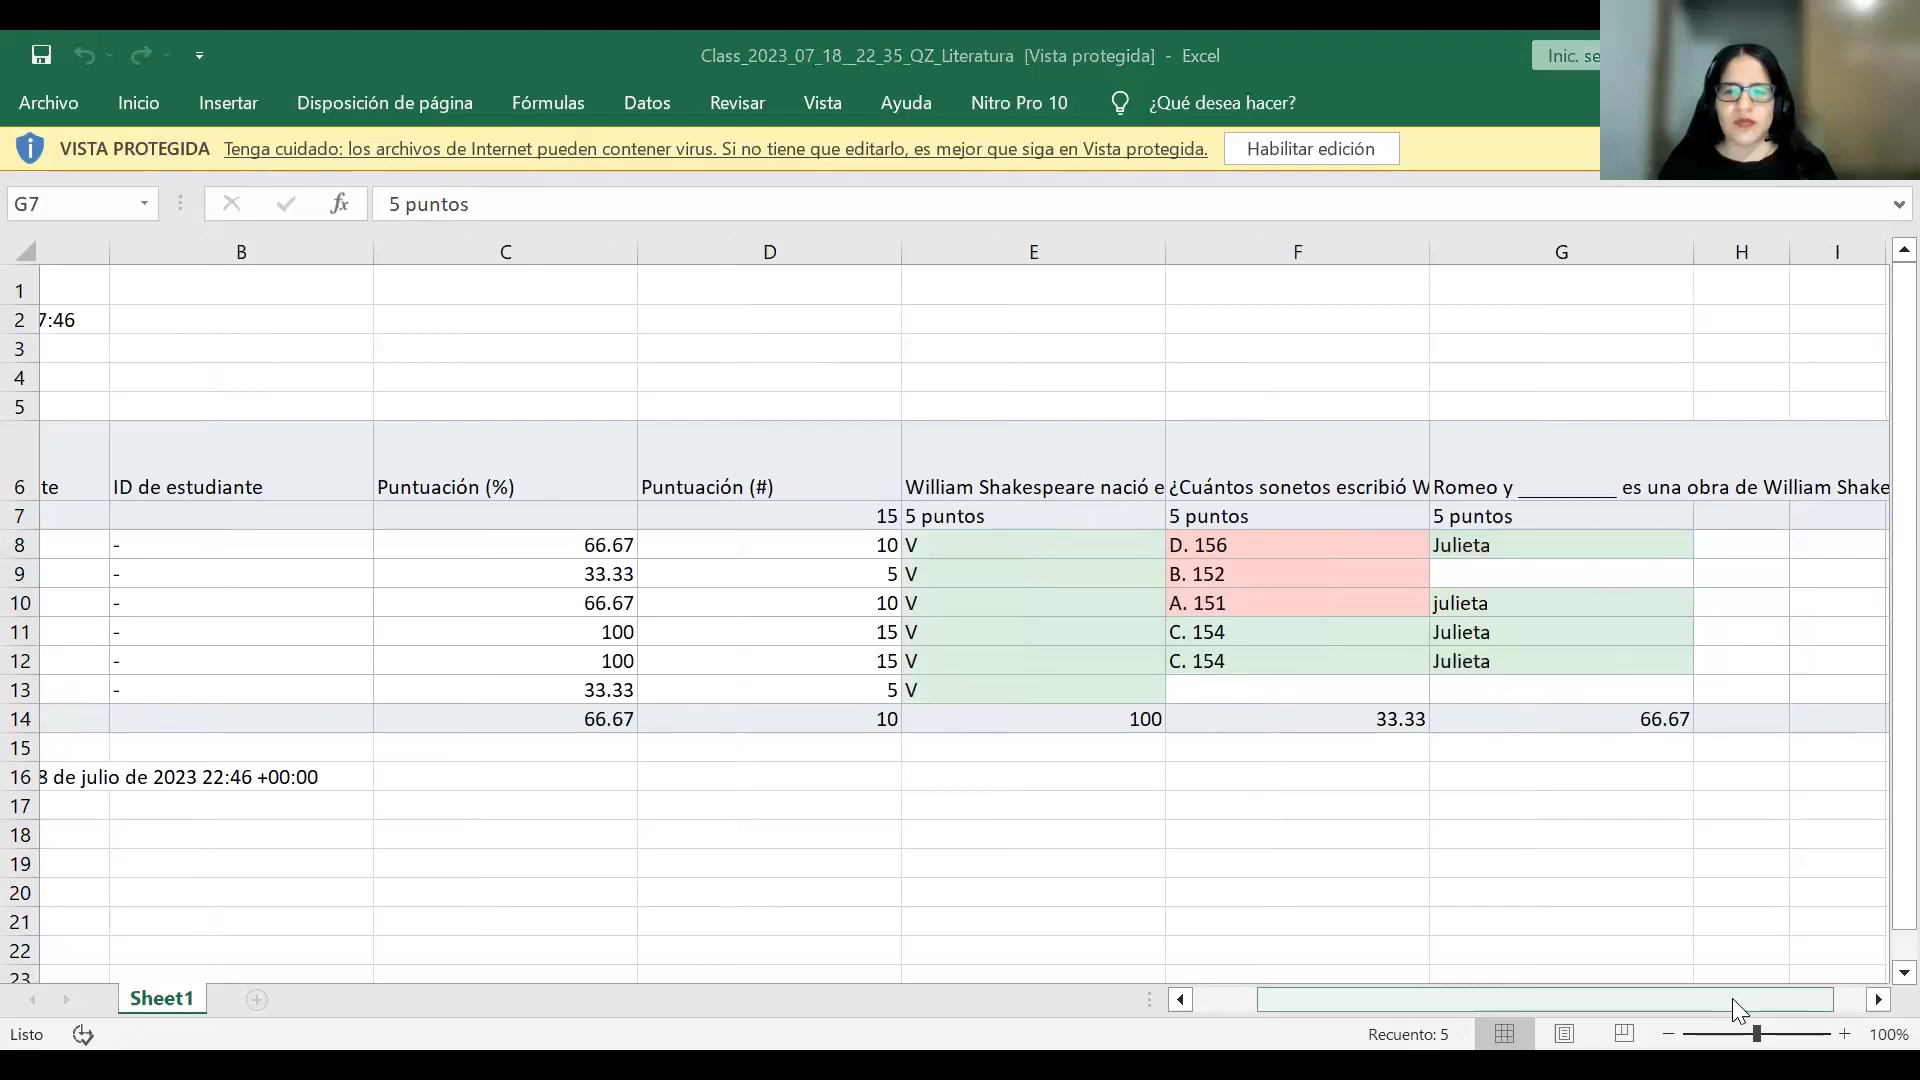 Class_2023_07_18__22_35_QZ_Literatura [Vista protegida] - Excel
Inic. se
Archivo Inicio Insertar Disposición de página Fórmulas Datos Revisar Vista Ayuda Nitro Pro 10 ¿Qué desea hacer?
VISTA PROTEGIDA Tenga cuidado: los archivos de Internet pueden contener virus. Si no tiene que editarlo, es mejor que siga en Vista protegida. Habilitar edición
G7 fx 5 puntos
B C D E F G H I
1
2 7:46
3
4
5
6 te ID de estudiante Puntuación (%) Puntuación (#) William Shakespeare nació e ¿Cuántos sonetos escribió W Romeo y _________ es una obra de William Shake
7 15 5 puntos 5 puntos 5 puntos
8 - 66.67 10 V D. 156 Julieta
9 - 33.33 5 V B. 152
10 - 66.67 10 V A. 151 julieta
11 - 100 15 V C. 154 Julieta
12 - 100 15 V C. 154 Julieta
13 - 33.33 5 V
14 66.67 10 100 33.33 66.67
15
16 8 de julio de 2023 22:46 +00:00
17
18
19
20
21
22
23
Sheet1
Listo Recuento: 5 100%